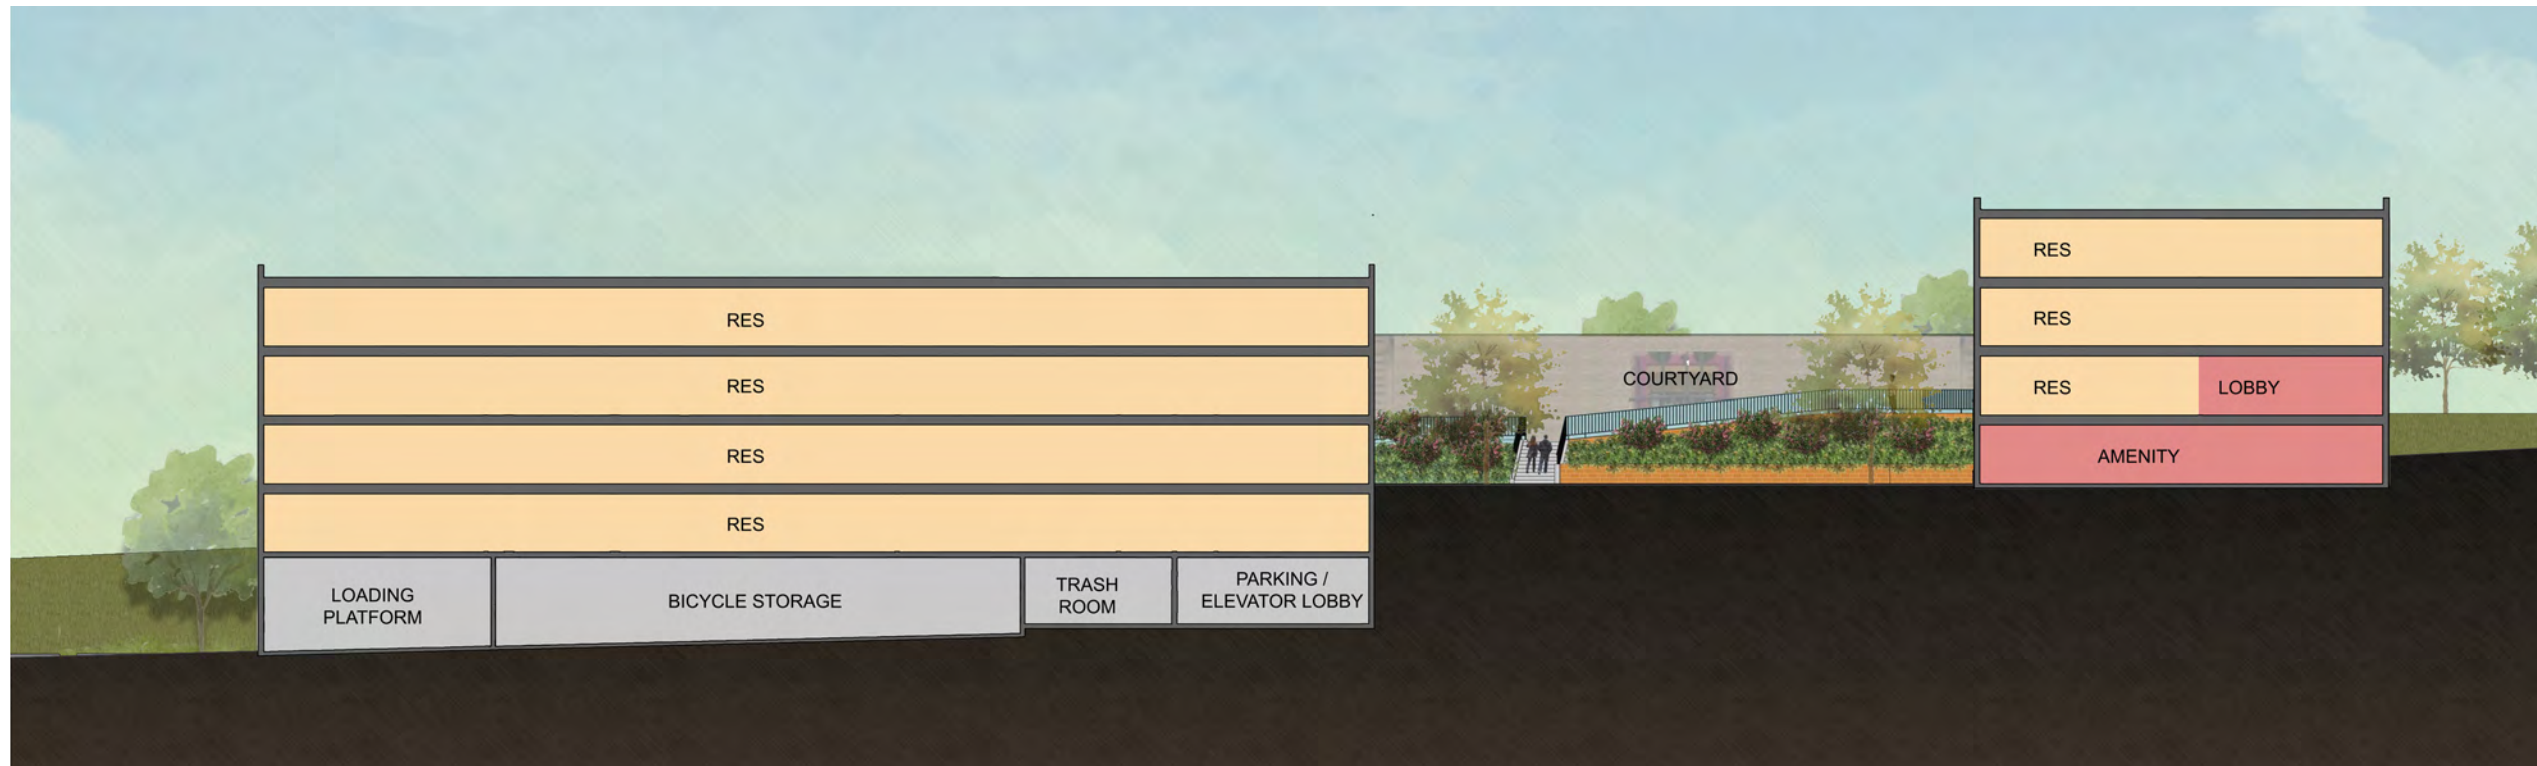 RES
RES
RES
RES
LOADING
PLATFORM
BICYCLE STORAGE
TRASH
ROOM
PARKING /
ELEVATOR LOBBY
COURTYARD
RES
RES
RES
LOBBY
AMENITY